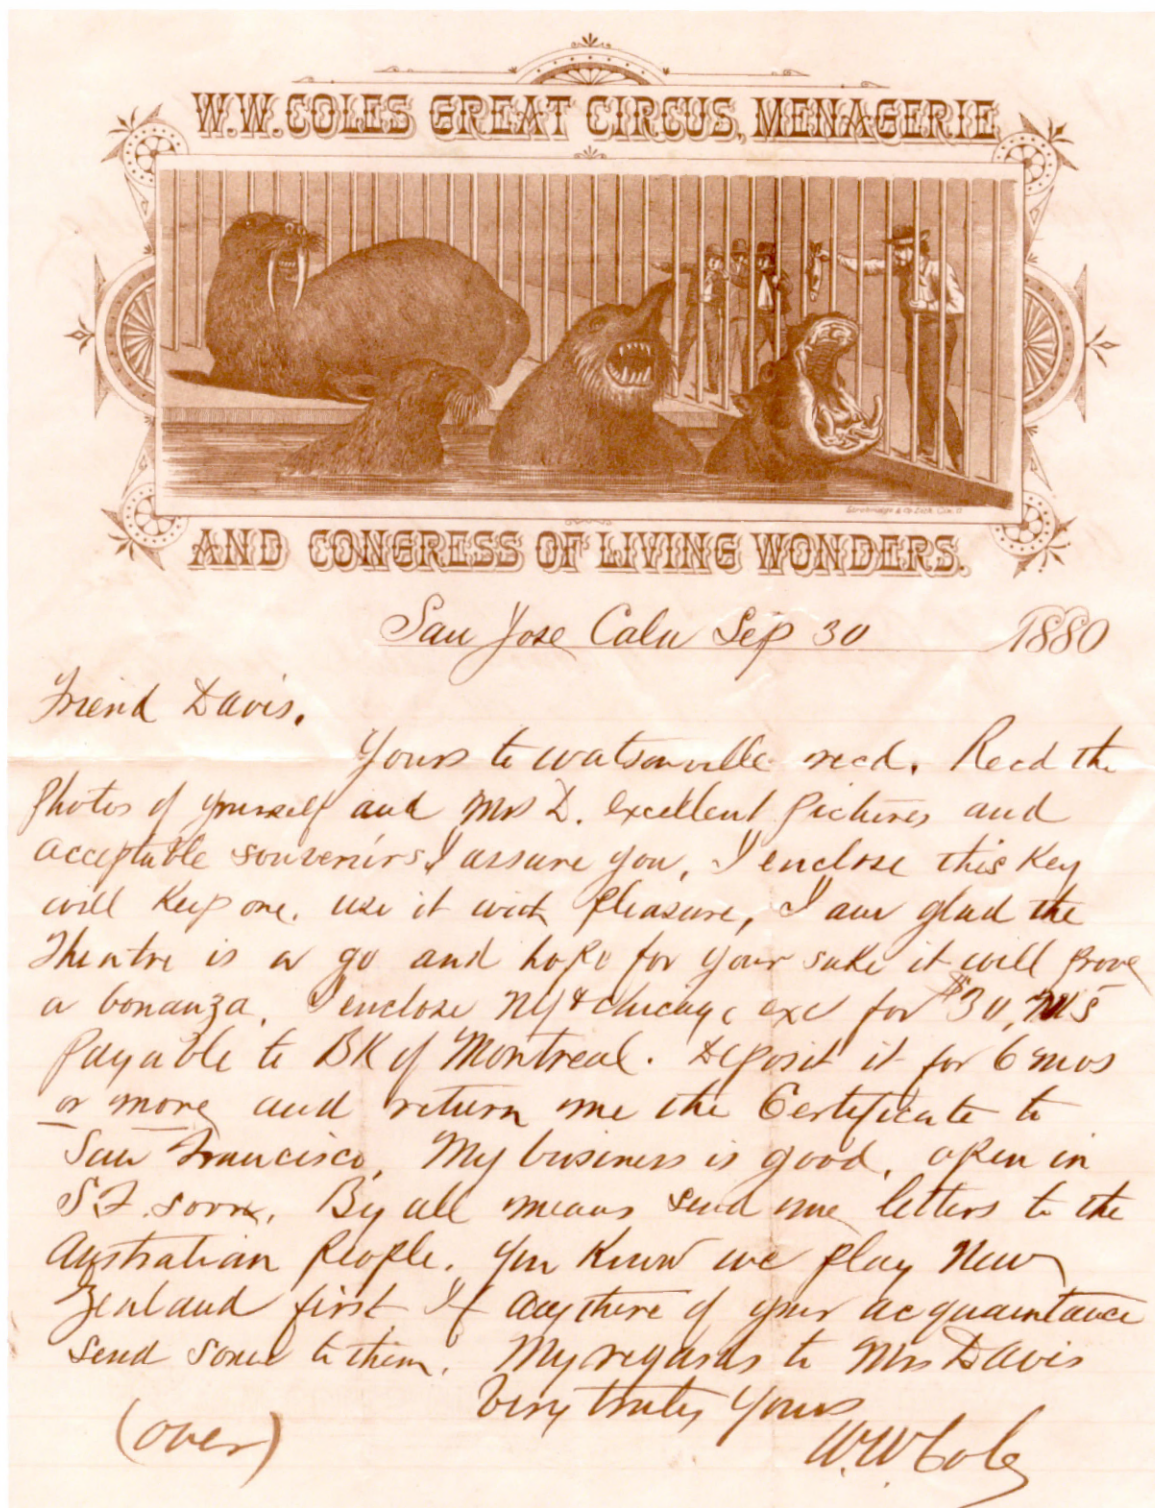 W.W. COLES GREAT CIRCUS, MENAGERIE
Strobridge & Co Lith. Cin. O
AND CONGRESS OF LIVING WONDERS.
San Jose Cala Sep 30 1880
Friend Davis.
Yours to Watsonville recd. Recd the
Photos of yourself and Mrs D. excellent pictures and
acceptable souvenirs I assure you, I enclose this Key
will Keep one. use it with pleasure, I am glad the
Theatre is a go and hope for your sake it will prove
a bonanza. I enclose NY & Chicago exc for $30,
payable to BK of Montreal. Deposit it for 6 mos
or more and return me the Certificate to
San Francisco, My business is good, open in
S.F. soon. By all means send me letters to the
Australian people. You Know we play New
Zealand first If any there of your acquaintance
send some to them. My regards to Mrs Davis
Very truly Yours
(over) W.W. Cole